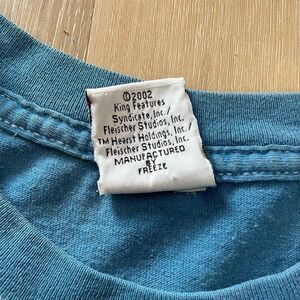 ©2002
King Features
Syndicate, Inc./
Fleischer Studios, Inc.
™ Hearst Holdings, Inc./
Fleischer Studios, Inc.
MANUFACTURED
BY
FREEZE